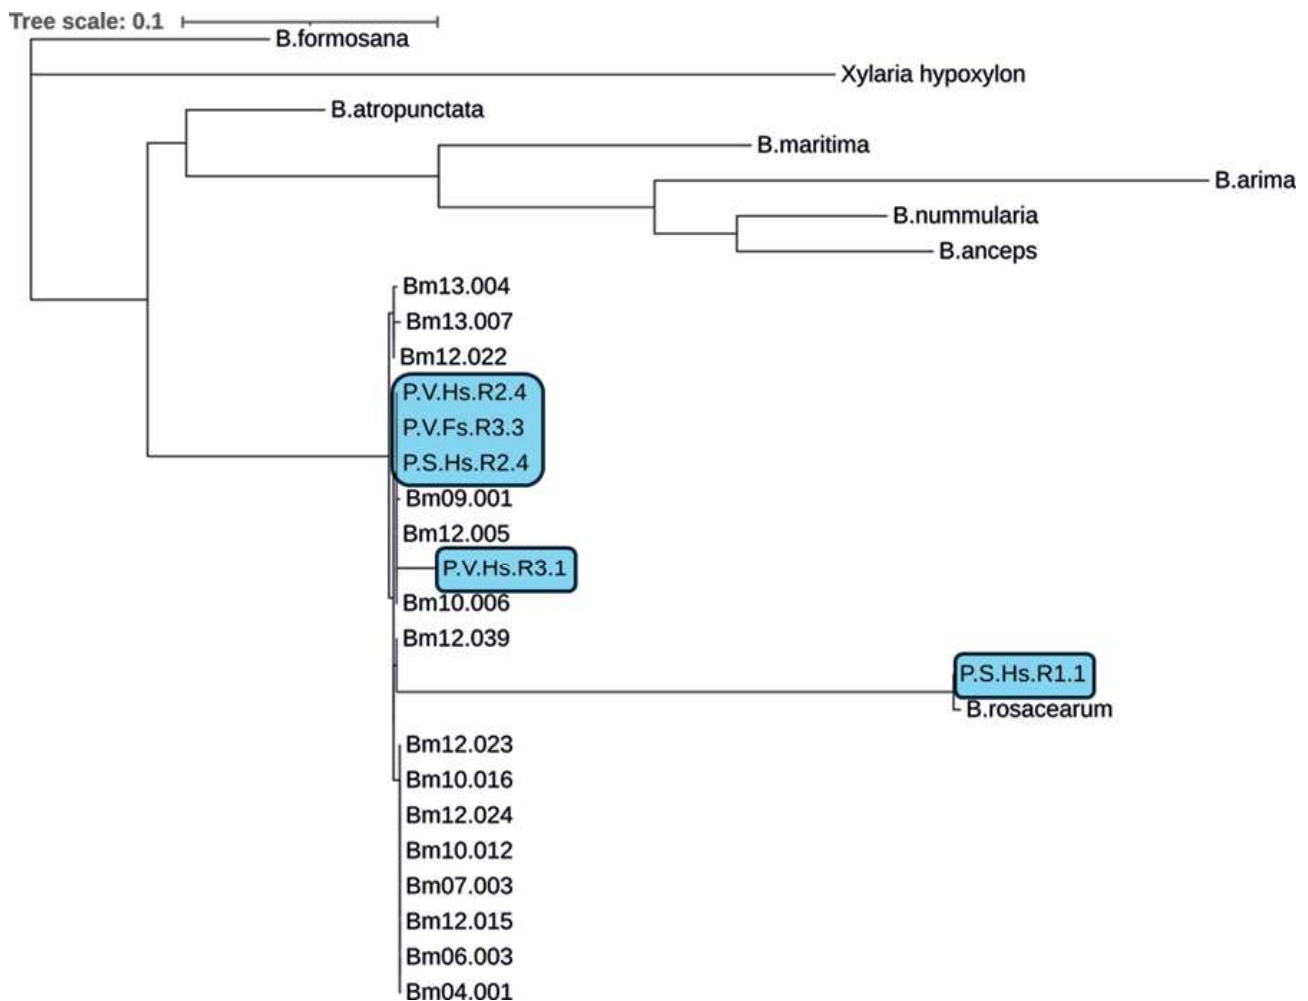 Tree scale: 0.1
B.formosana
Xylaria hypoxylon
B.atropunctata
B.maritima
B.arima
B.nummularia
B.anceps
Bm13.004
Bm13.007
Bm12.022
P.V.Hs.R2.4
P.V.Fs.R3.3
P.S.Hs.R2.4
Bm09.001
Bm12.005
P.V.Hs.R3.1
Bm10.006
Bm12.039
P.S.Hs.R1.1
B.rosacearum
Bm12.023
Bm10.016
Bm12.024
Bm10.012
Bm07.003
Bm12.015
Bm06.003
Bm04.001